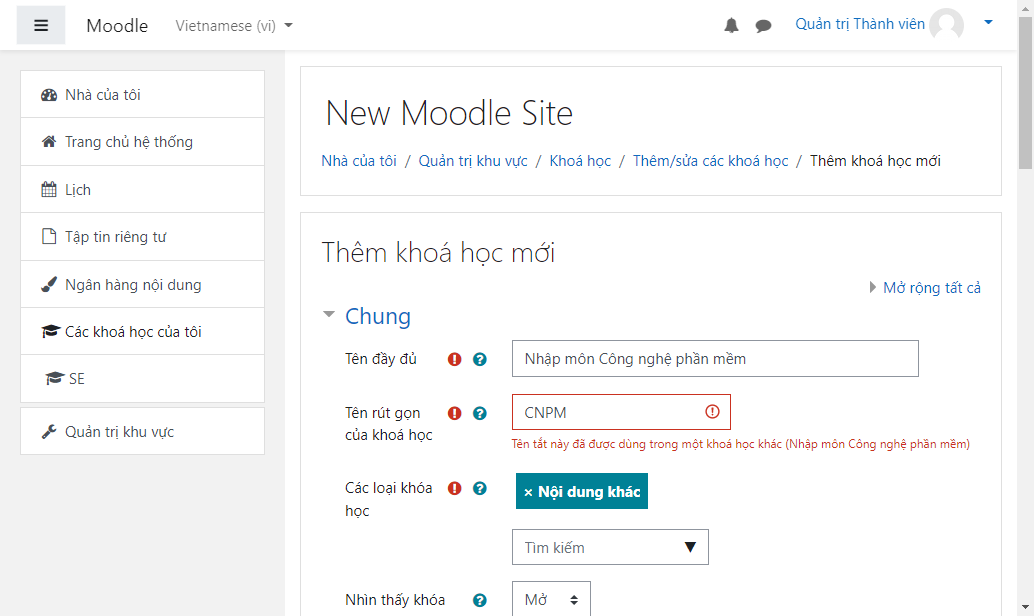 Moodle
Vietnamese (vi)
Quản trị Thành viên
Nhà của tôi
Trang chủ hệ thống
Lịch
Tập tin riêng tư
Ngân hàng nội dung
Các khoá học của tôi
SE
Quản trị khu vực
New Moodle Site
Nhà của tôi / Quản trị khu vực / Khoá học / Thêm/sửa các khoá học / Thêm khoá học mới
Thêm khoá học mới
Mở rộng tất cả
Chung
Tên đầy đủ
Nhập môn Công nghệ phần mềm
Tên rút gọn
của khoá học
CNPM
Tên tắt này đã được dùng trong một khoá học khác (Nhập môn Công nghệ phần mềm)
Các loại khóa
học
× Nội dung khác
Tìm kiếm
Nhìn thấy khóa
Mở